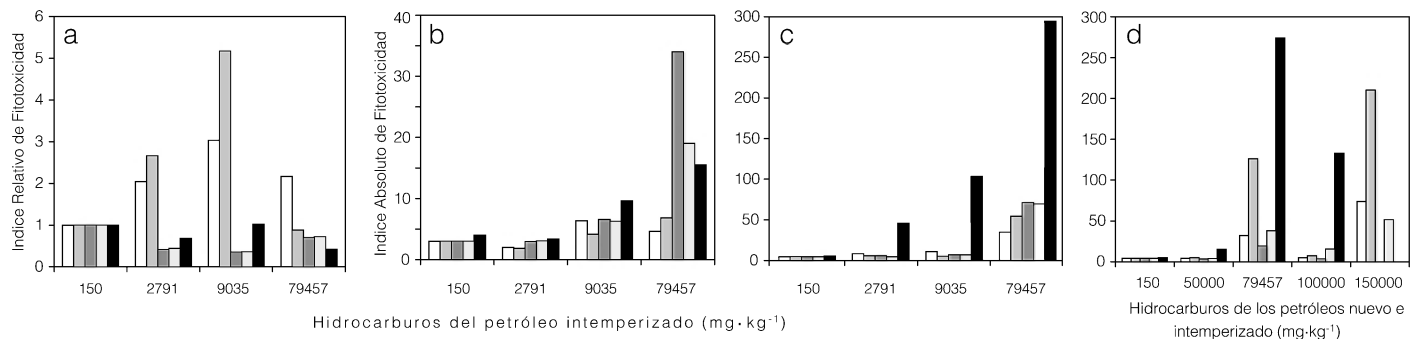 a
Indice Relativo de Fitotoxicidad
6
5
4
3
2
1
0
150 2791 9035 79457
b
Indice Absoluto de Fitotoxicidad
40
30
20
10
0
150 2791 9035 79457
c
300
250
200
150
100
50
0
150 2791 9035 79457
d
300
250
200
150
100
50
0
150 50000 79457 100000 150000
Hidrocarburos del petróleo intemperizado (mg·kg-1)
Hidrocarburos de los petróleos nuevo e
intemperizado (mg·kg-1)